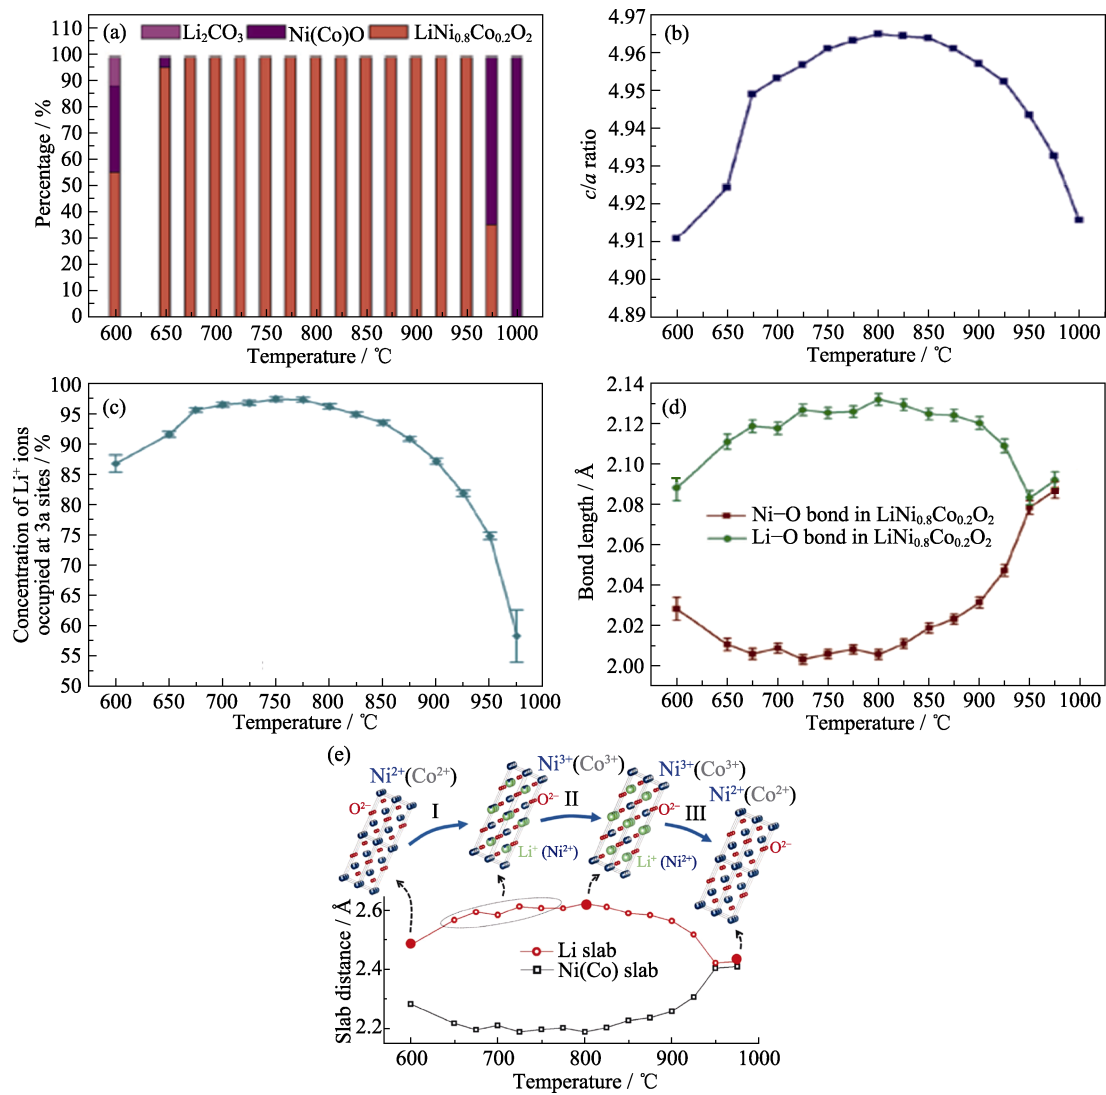 (a)
Li₂CO₃ Ni(Co)O LiNi₀.₈Co₀.₂O₂
110
100
90
80
70
60
50
40
30
20
10
0
Percentage / %
600 650 700 750 800 850 900 950 1000
Temperature / ℃
(b)
4.97
4.96
4.95
4.94
4.93
4.92
4.91
4.90
4.89
c/a ratio
600 650 700 750 800 850 900 950 1000
Temperature / ℃
(c)
100
95
90
85
80
75
70
65
60
55
50
Concentration of Li⁺ ions
occupied at 3a sites / %
600 650 700 750 800 850 900 950 1000
Temperature / ℃
(d)
2.14
2.12
2.10
2.08
2.06
2.04
2.02
2.00
Bond length / Å
Ni−O bond in LiNi₀.₈Co₀.₂O₂
Li−O bond in LiNi₀.₈Co₀.₂O₂
600 650 700 750 800 850 900 950 1000
Temperature / ℃
(e)
Ni²⁺(Co²⁺)
O²⁻
I
Ni³⁺(Co³⁺)
O²⁻
Li⁺ (Ni²⁺)
II
Ni³⁺(Co³⁺)
O²⁻
Li⁺ (Ni²⁺)
III
Ni²⁺(Co²⁺)
O²⁻
2.6
2.4
2.2
Slab distance / Å
Li slab
Ni(Co) slab
600 700 800 900 1000
Temperature / ℃